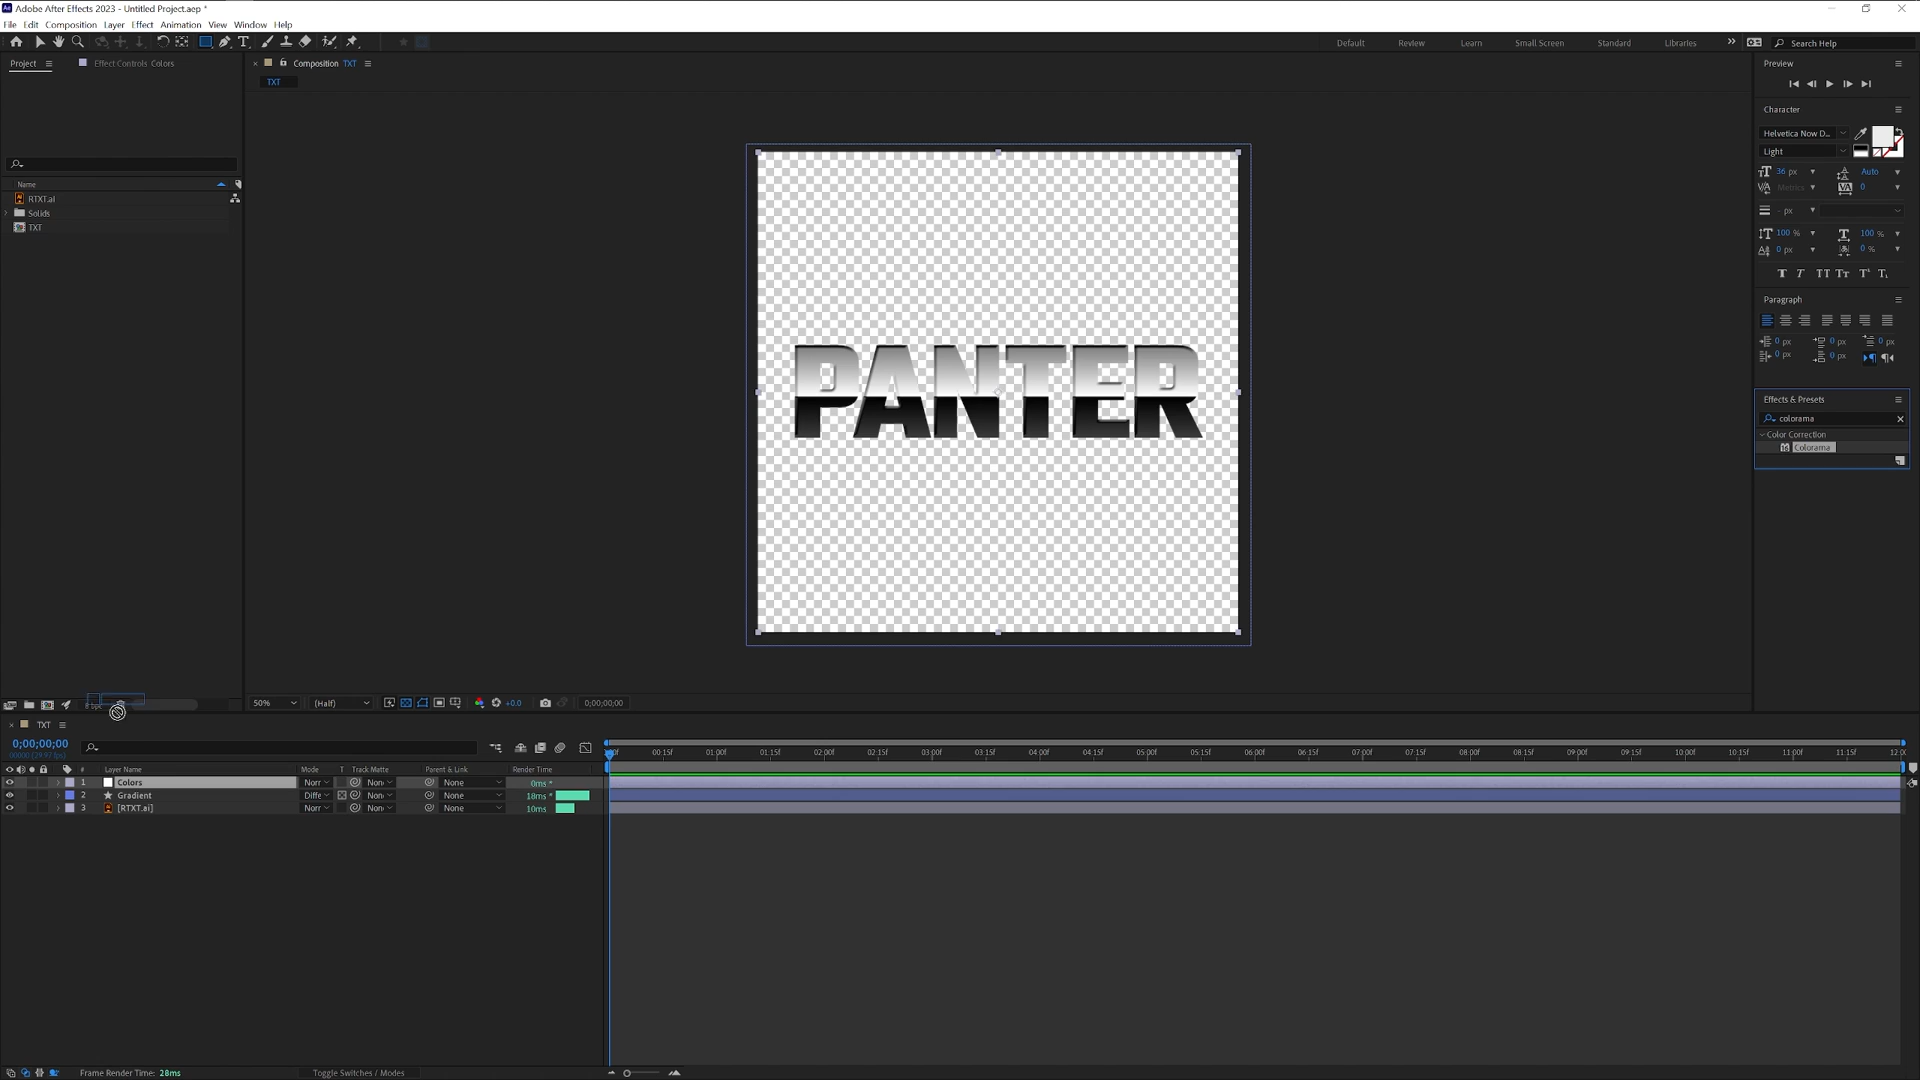 Adobe After Effects 2023 - Untitled Project.aep *
File Edit Composition Layer Effect Animation View Window Help
Default Review Learn Small Screen Standard Libraries Search Help
Project Effect Controls Colors
Composition TXT
TXT
Name
RTXT.ai
Solids
TXT
PANTER
Preview
Character
Helvetica Now D...
Light
36 px Auto
Metrics 0
- px
100 % 100 %
0 px 0 %
Paragraph
0 px 0 px 0 px
0 px 0 px
Effects & Presets
colorama
Color Correction
Colorama
50% (Half) +0.0 0;00;00;00
TXT
0;00;00;00
00000 (29.97 fps)
00:15f 01:00f 01:15f 02:00f 02:15f 03:00f 03:15f 04:00f 04:15f 05:00f 05:15f 06:00f 06:15f 07:00f 07:15f 08:00f 08:15f 09:00f 09:15f 10:00f 10:15f 11:00f 11:15f
# Layer Name Mode T Track Matte Parent & Link Render Time
1 Colors Norr Non None 0ms *
2 Gradient Diffe Non None 18ms *
3 [RTXT.ai] Norr Non None 10ms
Frame Render Time: 28ms Toggle Switches / Modes